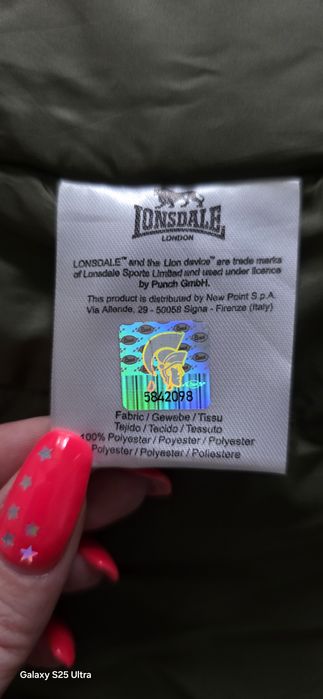 LONSDALE
LONDON
LONSDALE™ and the Lion device™ are trade marks
of Lonsdale Sports Limited and used under licence
by Punch GmbH.
This product is distributed by New Point S.p.A.
Via Allende, 29 - 50058 Signa - Firenze (Italy)
5842098
Fabric / Gewebe / Tissu
Tejido / Tecido / Tessuto
100% Polyester / Poyester / Polyester
Polyester / Polyester / Poliestere
Galaxy S25 Ultra